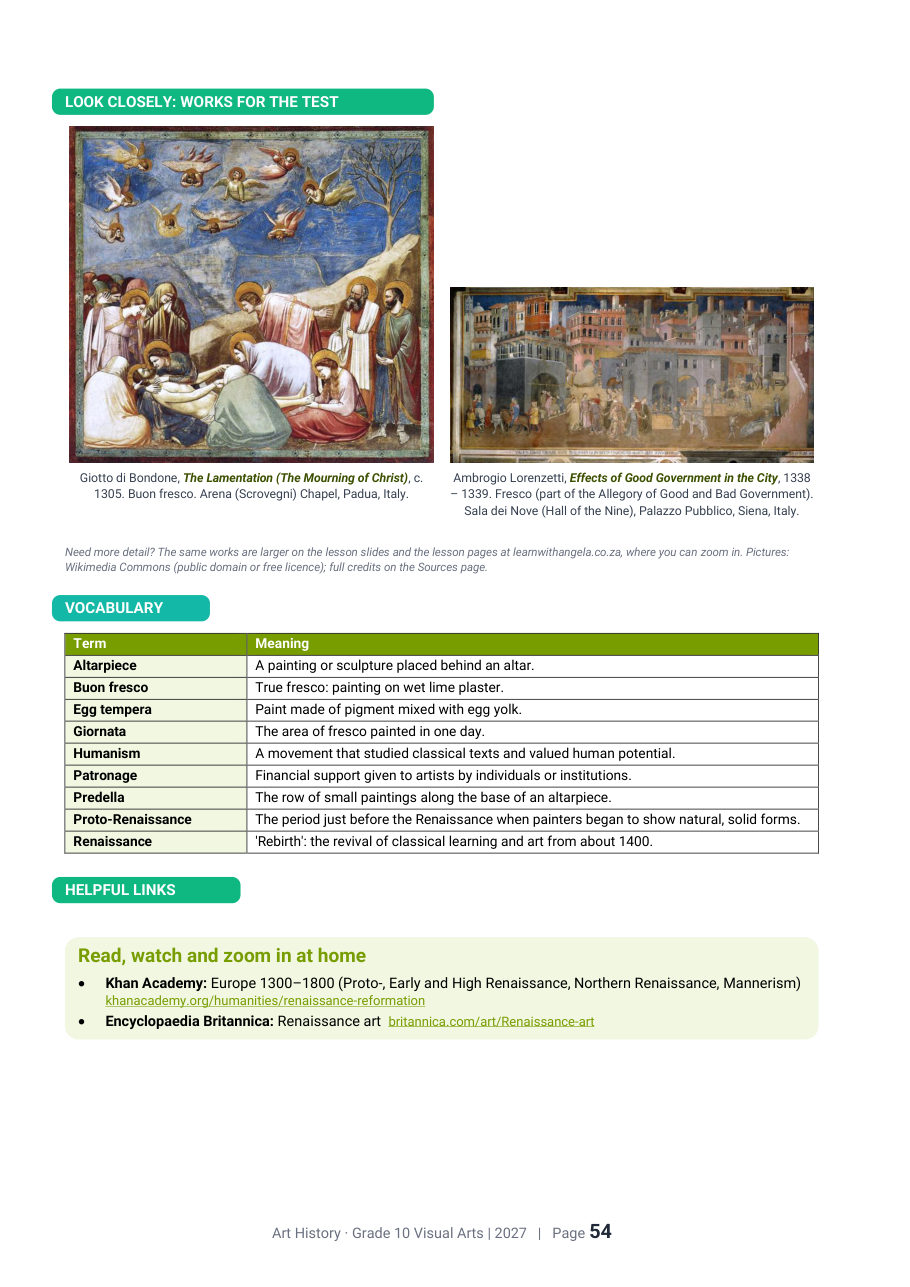 LOOK CLOSELY: WORKS FOR THE TEST
Giotto di Bondone, The Lamentation (The Mourning of Christ), c.
1305. Buon fresco. Arena (Scrovegni) Chapel, Padua, Italy.
Ambrogio Lorenzetti, Effects of Good Government in the City, 1338
– 1339. Fresco (part of the Allegory of Good and Bad Government).
Sala dei Nove (Hall of the Nine), Palazzo Pubblico, Siena, Italy.
Need more detail? The same works are larger on the lesson slides and the lesson pages at learnwithangela.co.za, where you can zoom in. Pictures:
Wikimedia Commons (public domain or free licence); full credits on the Sources page.
VOCABULARY
Term Meaning
Altarpiece A painting or sculpture placed behind an altar.
Buon fresco True fresco: painting on wet lime plaster.
Egg tempera Paint made of pigment mixed with egg yolk.
Giornata The area of fresco painted in one day.
Humanism A movement that studied classical texts and valued human potential.
Patronage Financial support given to artists by individuals or institutions.
Predella The row of small paintings along the base of an altarpiece.
Proto-Renaissance The period just before the Renaissance when painters began to show natural, solid forms.
Renaissance 'Rebirth': the revival of classical learning and art from about 1400.
HELPFUL LINKS
Read, watch and zoom in at home
• Khan Academy: Europe 1300–1800 (Proto-, Early and High Renaissance, Northern Renaissance, Mannerism)
khanacademy.org/humanities/renaissance-reformation
• Encyclopaedia Britannica: Renaissance art britannica.com/art/Renaissance-art
Art History · Grade 10 Visual Arts | 2027 | Page 54